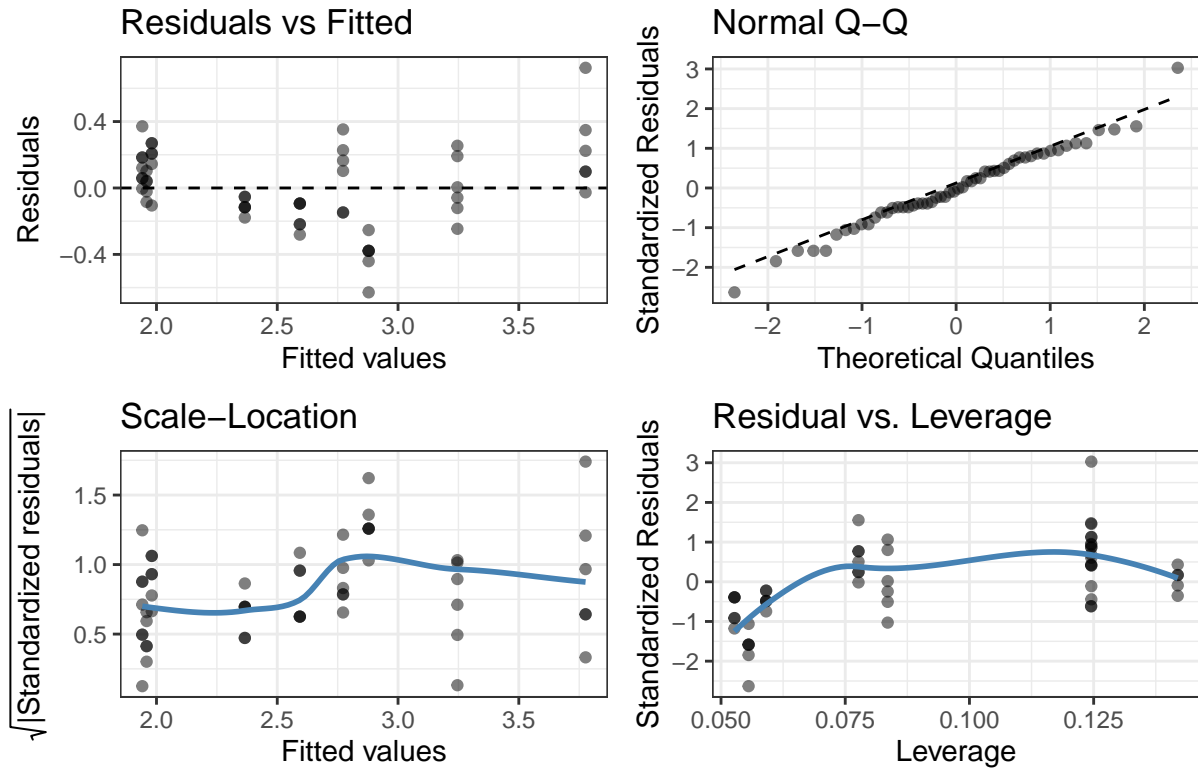 Residuals vs Fitted
Residuals
0.4
0.0
−0.4
2.0 2.5 3.0 3.5
Fitted values
Normal Q−Q
Standardized Residuals
3
2
1
0
−1
−2
−2 −1 0 1 2
Theoretical Quantiles
Scale−Location
√|Standardized residuals|
1.5
1.0
0.5
2.0 2.5 3.0 3.5
Fitted values
Residual vs. Leverage
Standardized Residuals
3
2
1
0
−1
−2
0.050 0.075 0.100 0.125
Leverage